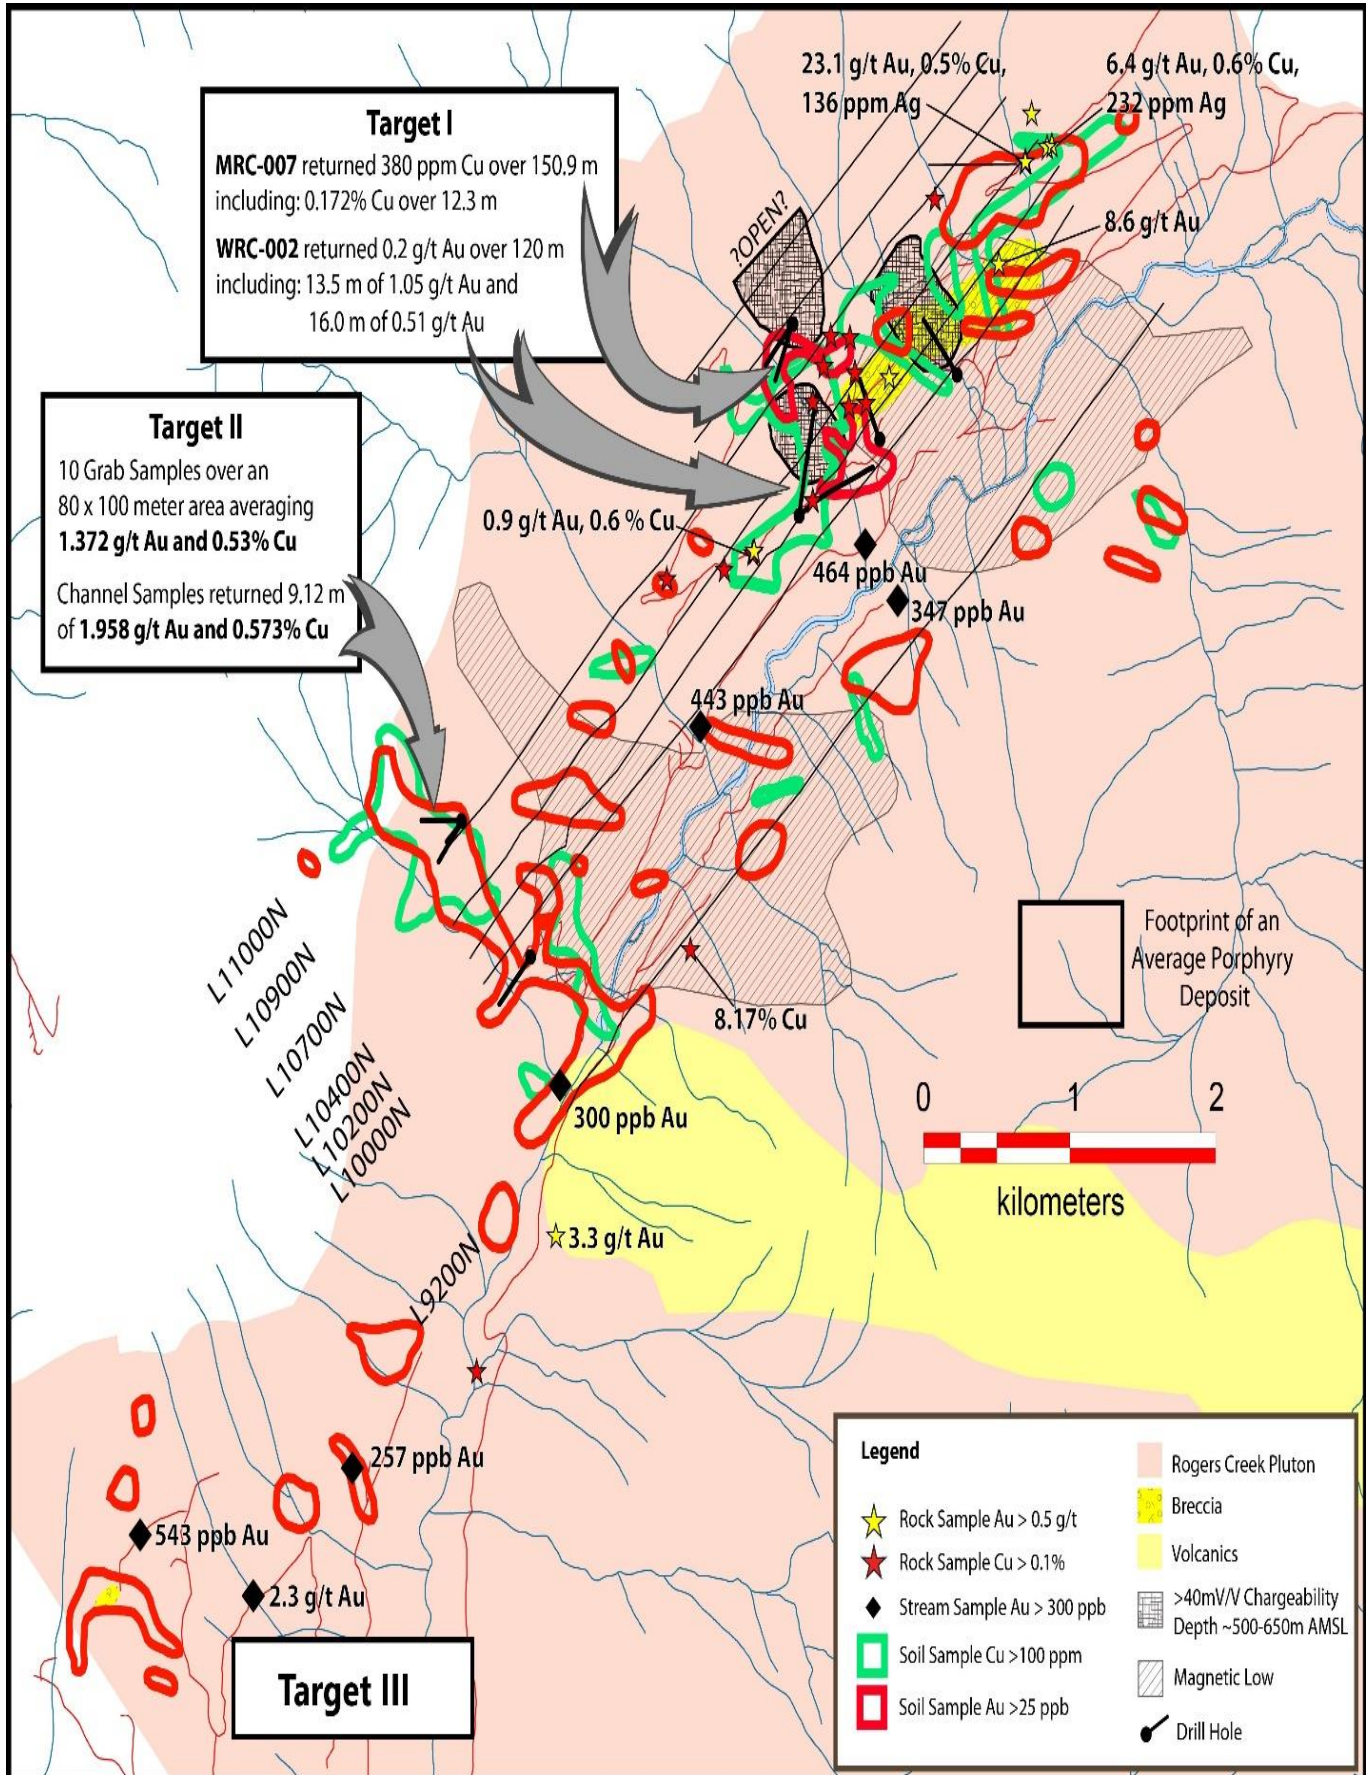 23.1 g/t Au, 0.5% Cu,
136 ppm Ag
6.4 g/t Au, 0.6% Cu,
232 ppm Ag
Target I
MRC-007 returned 380 ppm Cu over 150.9 m
including: 0.172% Cu over 12.3 m
WRC-002 returned 0.2 g/t Au over 120 m
including: 13.5 m of 1.05 g/t Au and
16.0 m of 0.51 g/t Au
?OPEN?
8.6 g/t Au
Target II
10 Grab Samples over an
80 x 100 meter area averaging
1.372 g/t Au and 0.53% Cu
Channel Samples returned 9.12 m
of 1.958 g/t Au and 0.573% Cu
0.9 g/t Au, 0.6 % Cu
464 ppb Au
347 ppb Au
443 ppb Au
L11000N
L10900N
L10700N
L10400N
L10200N
L10000N
Footprint of an
Average Porphyry
Deposit
8.17% Cu
0 1 2
kilometers
300 ppb Au
3.3 g/t Au
L9200N
257 ppb Au
543 ppb Au
2.3 g/t Au
Target III
Legend
Rock Sample Au > 0.5 g/t
Rock Sample Cu > 0.1%
Stream Sample Au > 300 ppb
Soil Sample Cu >100 ppm
Soil Sample Au >25 ppb
Rogers Creek Pluton
Breccia
Volcanics
>40mV/V Chargeability
Depth ~500-650m AMSL
Magnetic Low
Drill Hole